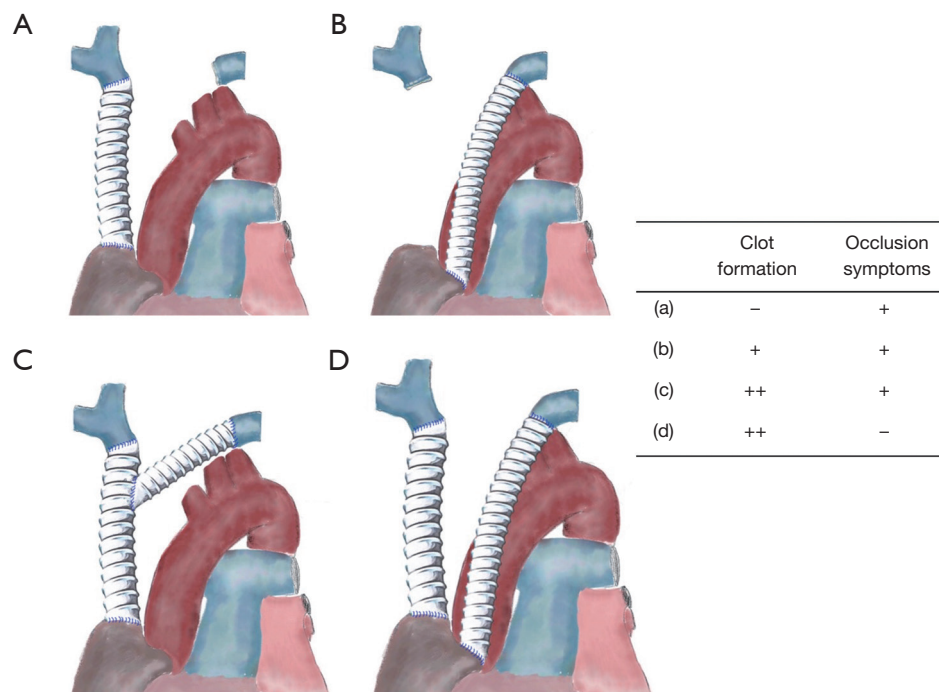 A
B
C
D
Clot formation
Occlusion symptoms
(a) – +
(b) + +
(c) ++ +
(d) ++ –